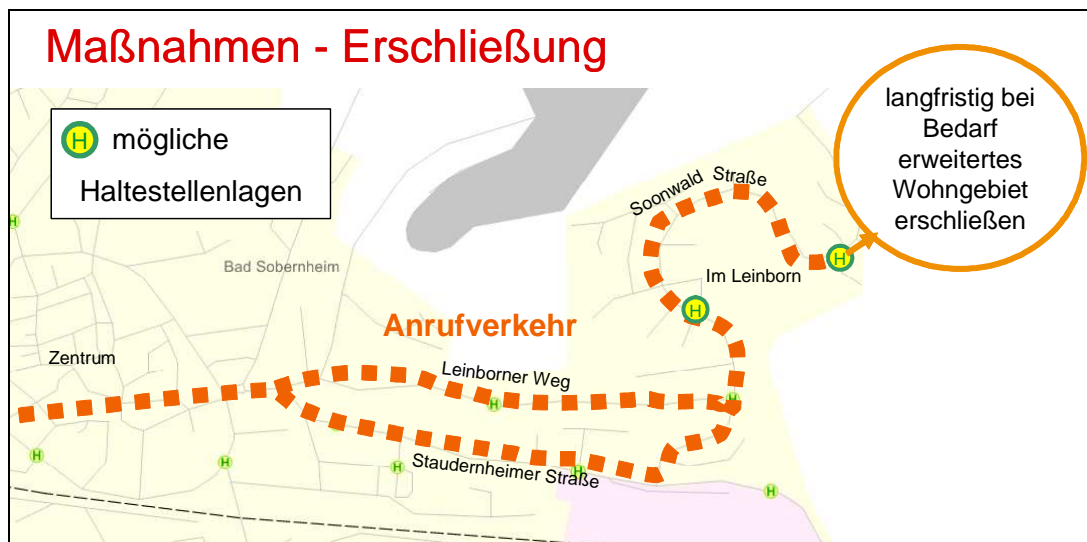 Maßnahmen - Erschließung
H mögliche
Haltestellenlagen
langfristig bei
Bedarf
erweitertes
Wohngebiet
erschließen
Soonwald Straße
H
Bad Sobernheim
Im Leinborn
H
H
Anrufverkehr
Zentrum
Leinborner Weg
H
H
Staudernheimer Straße
H
H
H
H
H